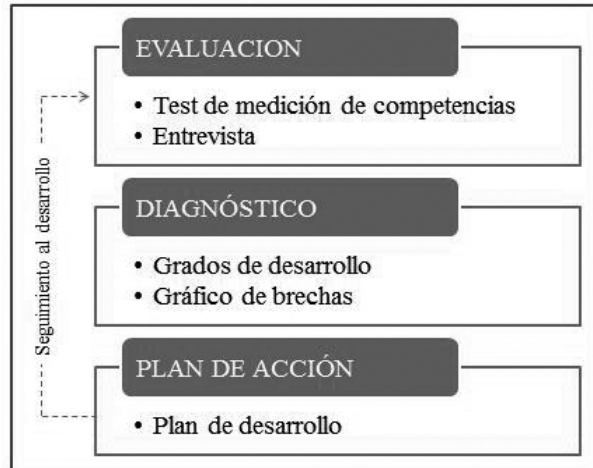 EVALUACION
• Test de medición de competencias
• Entrevista
DIAGNÓSTICO
• Grados de desarrollo
• Gráfico de brechas
PLAN DE ACCIÓN
• Plan de desarrollo
Seguimiento al desarrollo